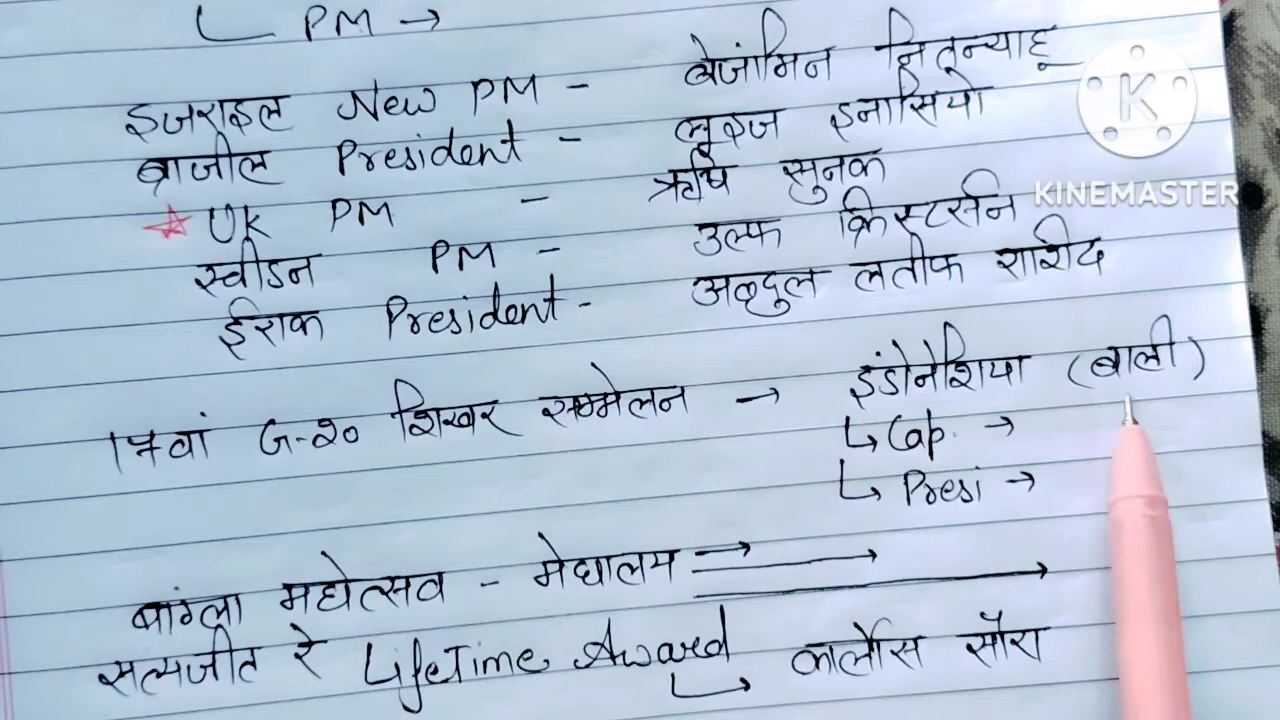 PM →
इजराइल New PM - बेजामिन नितन्याहू
ब्राजील President - लूइज इनासियो
UK PM - ऋषि सुनक
स्वीडन PM - उल्फ क्रिस्टर्सन
ईराक President - अब्दुल लतीफ राशीद
17वां G-20 शिखर सम्मेलन → इंडोनेशिया (बाली)
↳ Cap. →
↳ Presi →
बांग्ला महोत्सव - मेघालय →
सत्यजीत रे LifeTime Award
↳ कार्लोस सौरा
K
KINEMASTER